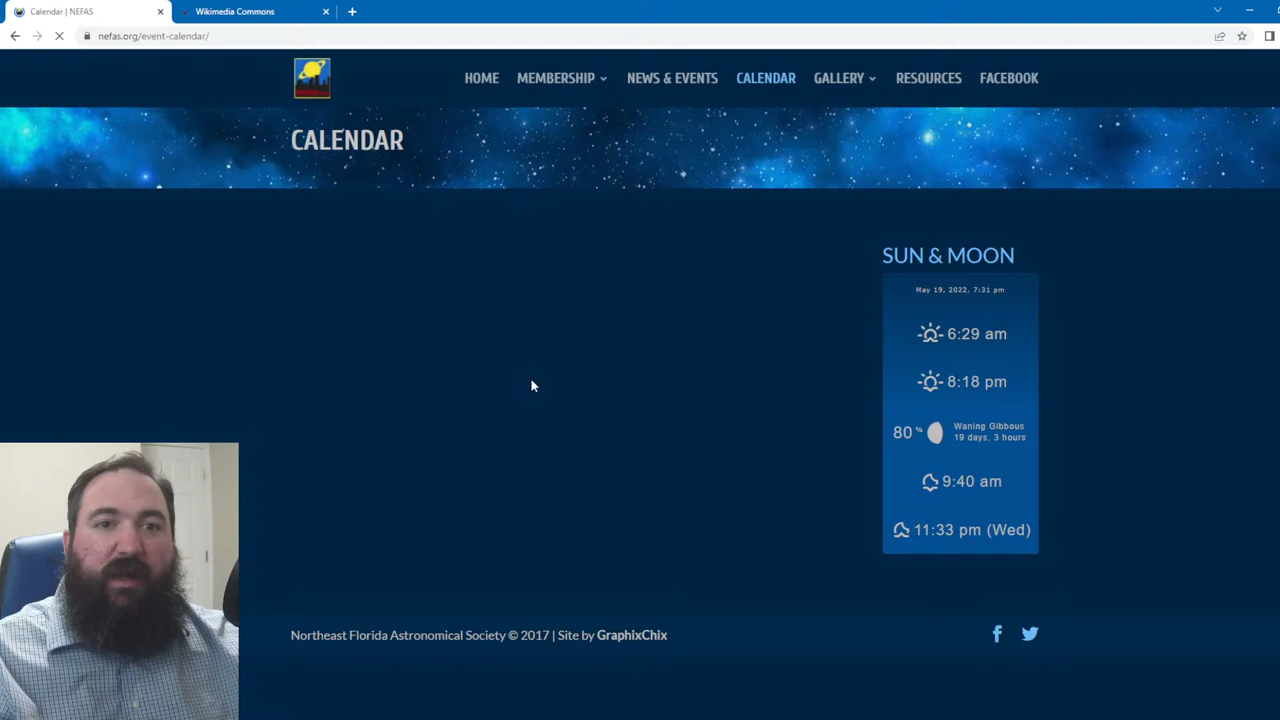 Calendar | NEFAS
Wikimedia Commons
nefas.org/event-calendar/
HOME MEMBERSHIP NEWS & EVENTS CALENDAR GALLERY RESOURCES FACEBOOK
CALENDAR
SUN & MOON
May 19, 2022, 7:31 pm
6:29 am
8:18 pm
80 % Waning Gibbous
19 days, 3 hours
9:40 am
11:33 pm (Wed)
Northeast Florida Astronomical Society © 2017 | Site by GraphixChix